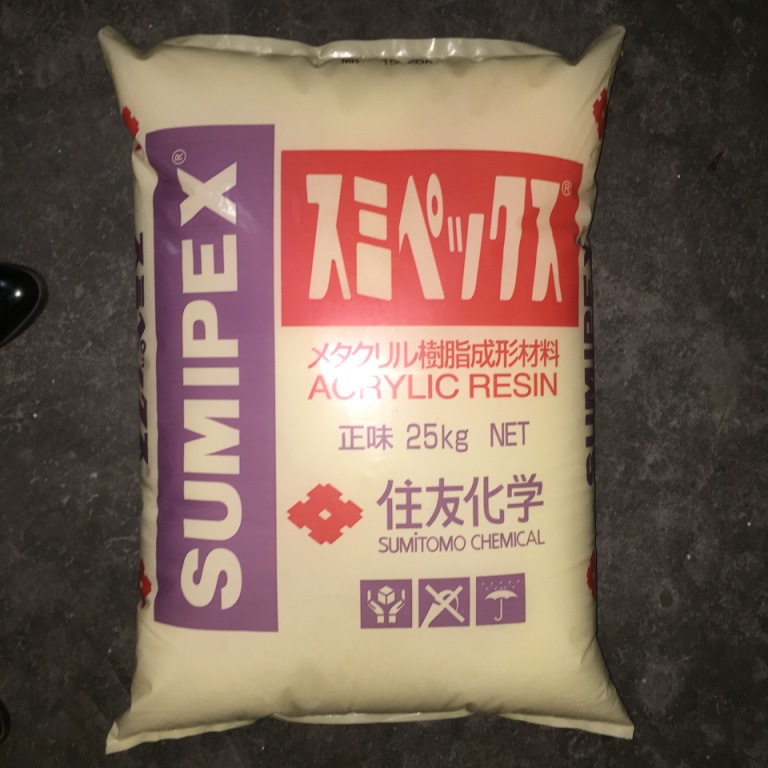 SUMIPEX®
スミペックス®
メタクリル樹脂成形材料
ACRYLIC RESIN
正味 25kg NET
住友化学
SUMITOMO CHEMICAL
SUMIPEX